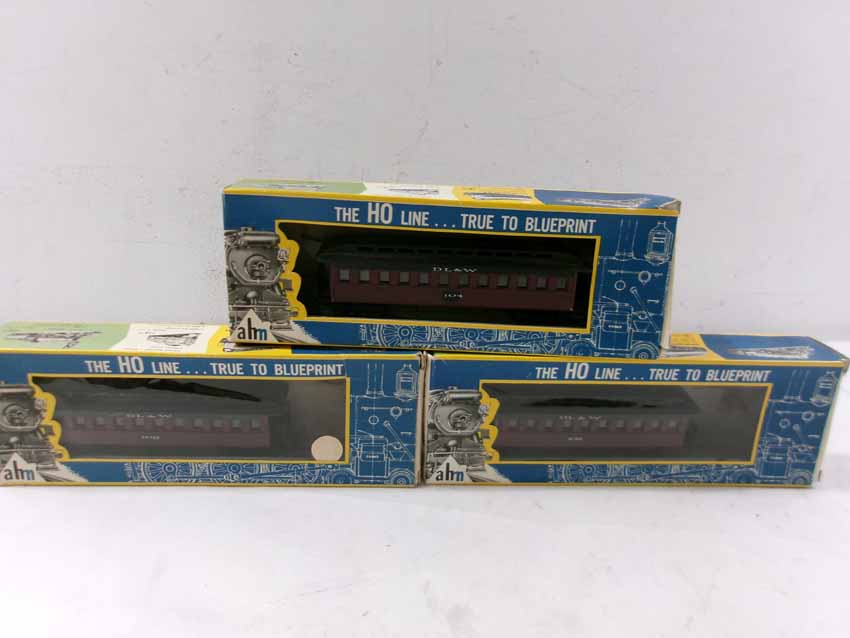 THE HO LINE...TRUE TO BLUEPRINT
DL&W
104
ahm
THE HO LINE...TRUE TO BLUEPRINT
DL&W
ahm
THE HO LINE...TRUE TO BLUEPRINT
DL&W
ahm